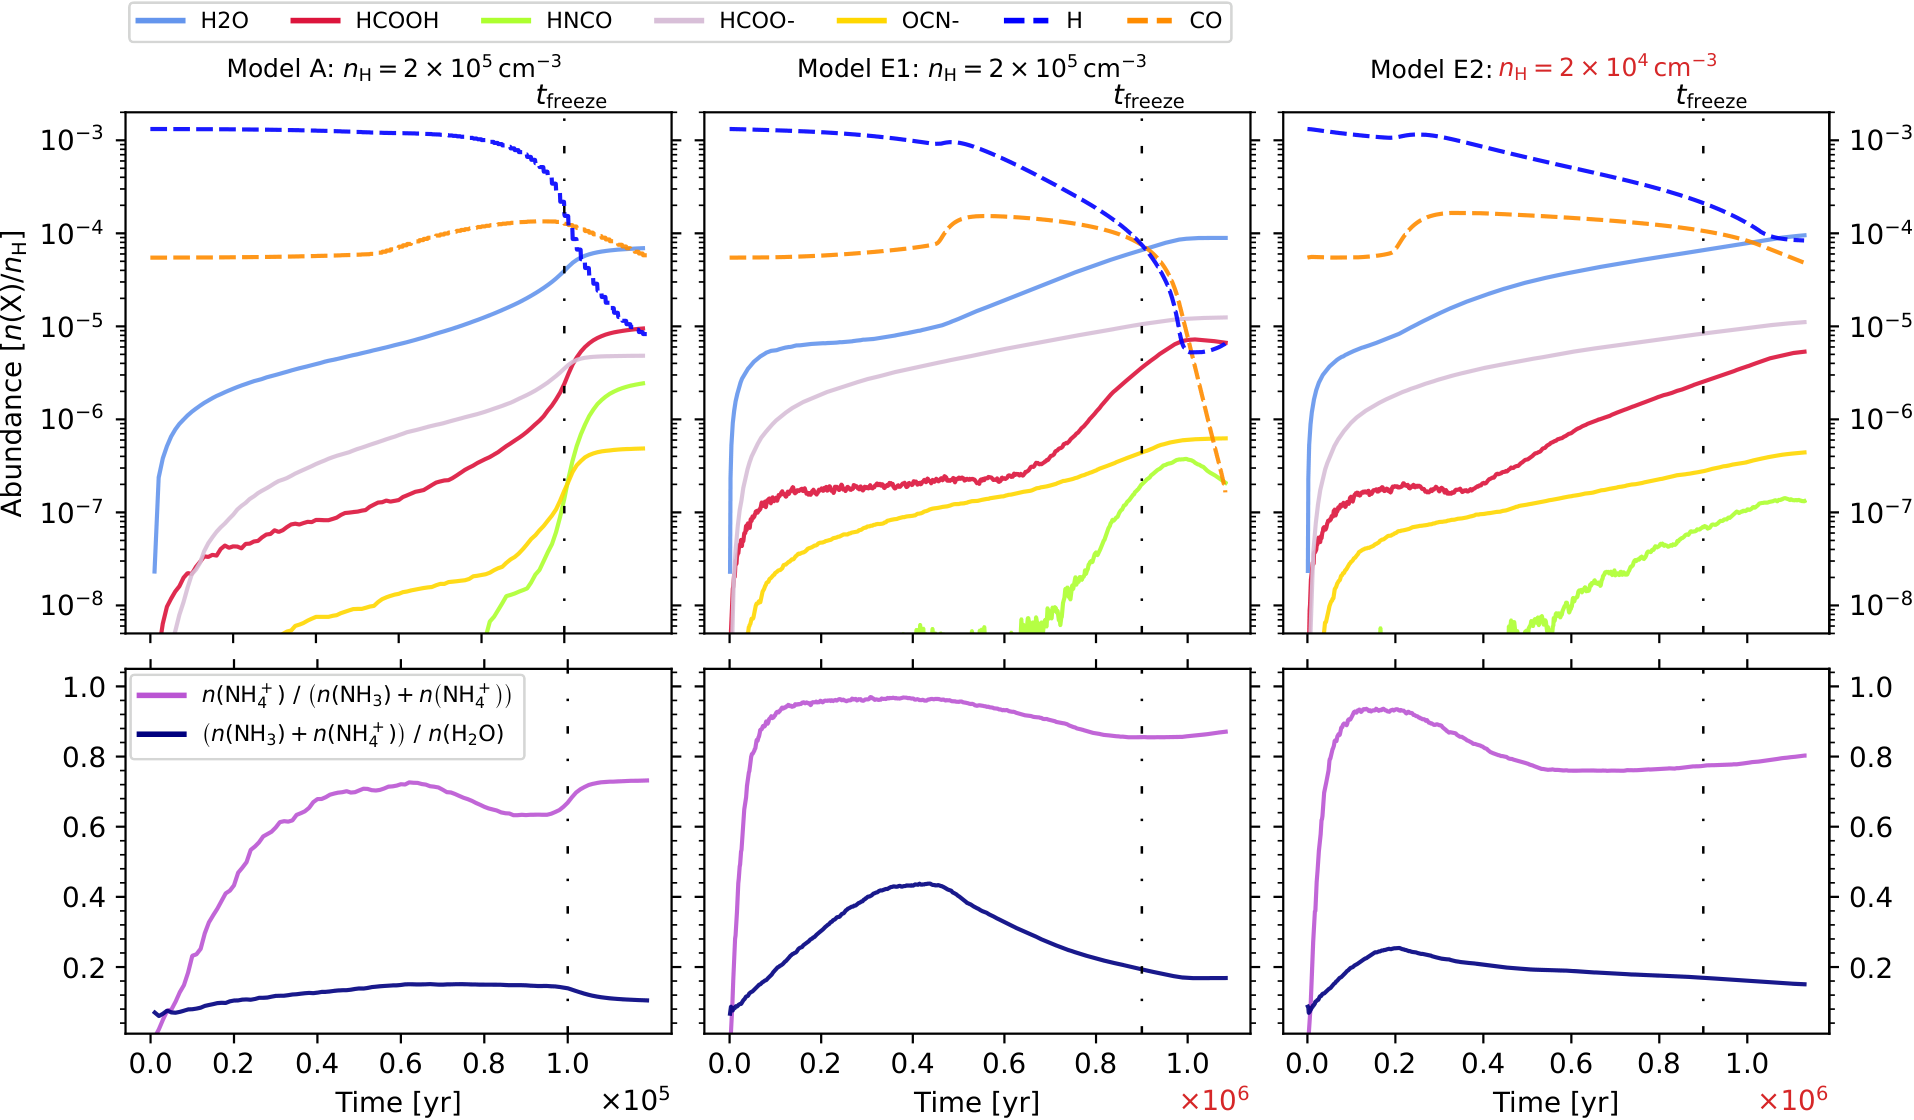 H2O HCOOH HNCO HCOO- OCN- H CO
Model A: n_H = 2 × 10^5 cm^−3
Model E1: n_H = 2 × 10^5 cm^−3
Model E2: n_H = 2 × 10^4 cm^−3
t_freeze t_freeze t_freeze
10^−3 10^−3
10^−4 10^−4
10^−5 10^−5
10^−6 10^−6
10^−7 10^−7
10^−8 10^−8
Abundance [n(X)/n_H]
n(NH_4^+) / (n(NH_3) + n(NH_4^+))
(n(NH_3) + n(NH_4^+)) / n(H_2O)
1.0 1.0
0.8 0.8
0.6 0.6
0.4 0.4
0.2 0.2
0.0 0.2 0.4 0.6 0.8 1.0 0.0 0.2 0.4 0.6 0.8 1.0 0.0 0.2 0.4 0.6 0.8 1.0
Time [yr] ×10^5 Time [yr] ×10^6 Time [yr] ×10^6